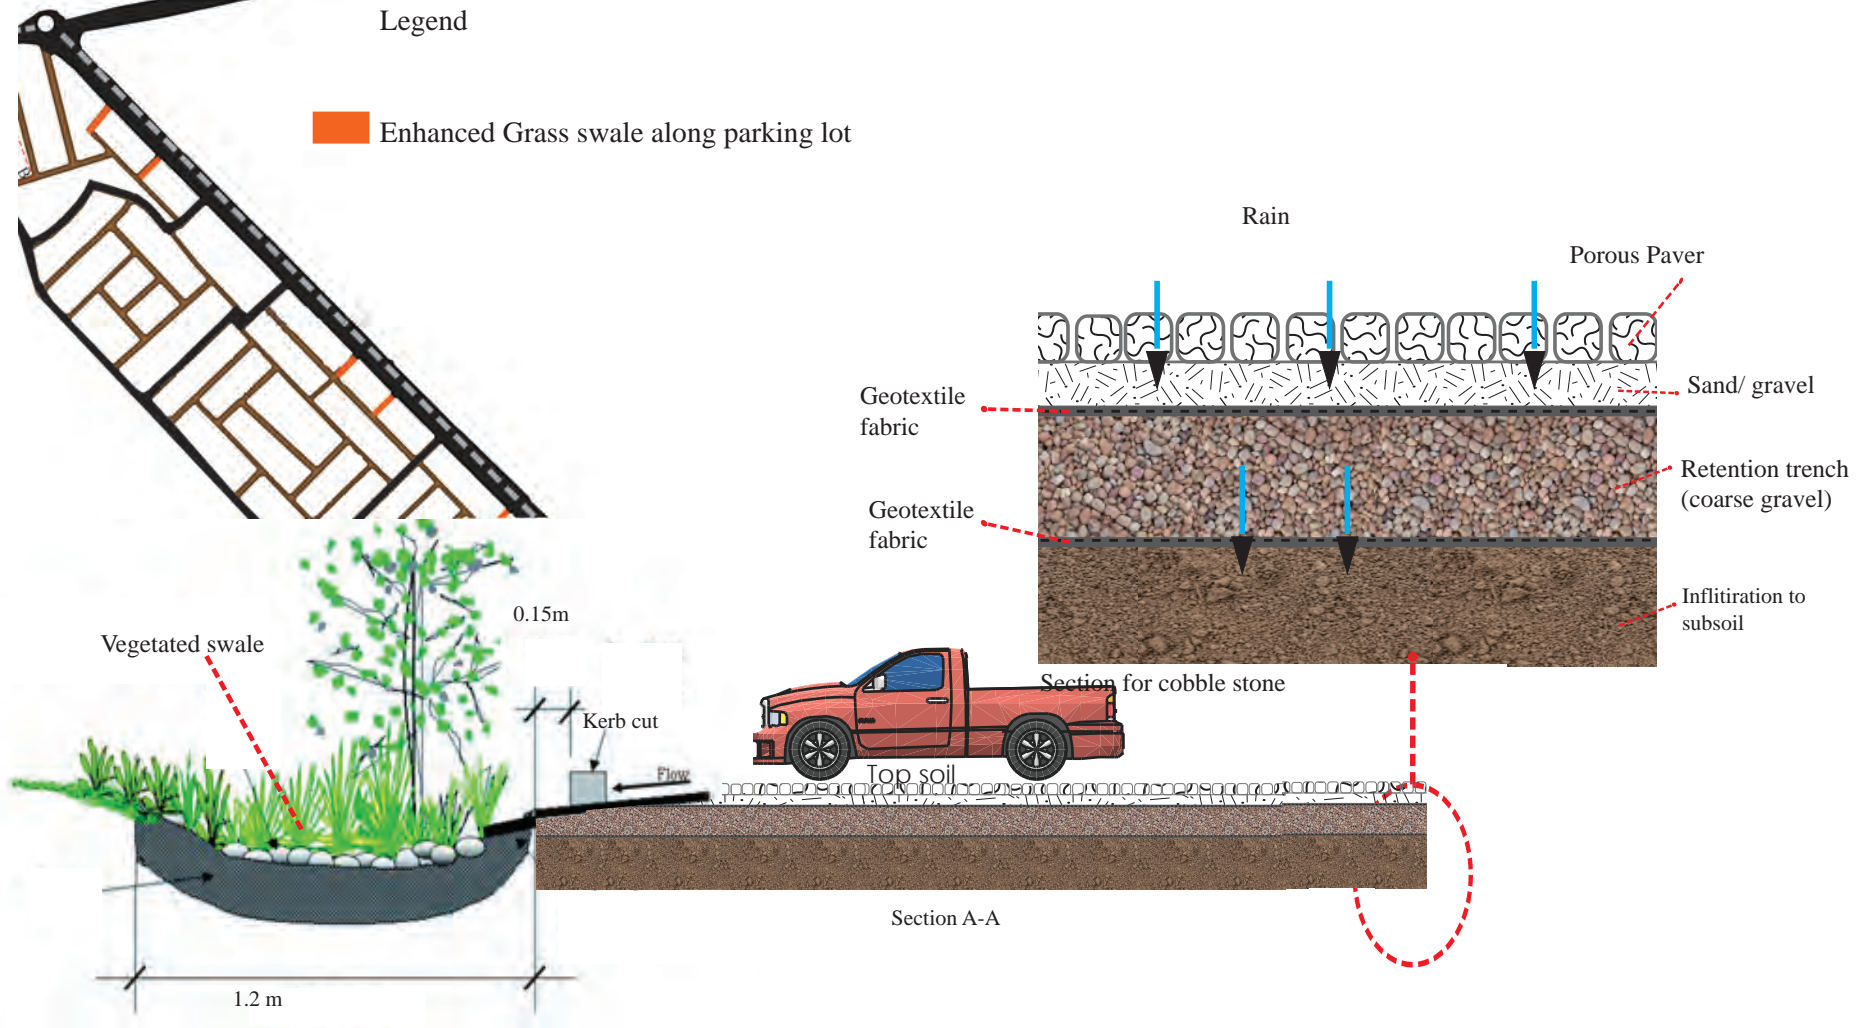 Legend
Enhanced Grass swale along parking lot
Rain
Porous Paver
Sand/ gravel
Geotextile
fabric
Retention trench
(coarse gravel)
Geotextile
fabric
Inflitiration to
subsoil
Section for cobble stone
0.15m
Vegetated swale
Kerb cut
Flow
Top soil
Section A-A
1.2 m